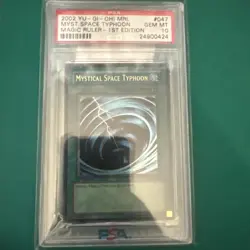 2002 YU-GI-OH! MRL #047
MYST.SPACE TYPHOON GEM MT
MAGIC RULER - 1ST EDITION 10
24900424
MYSTICAL SPACE TYPHOON
PSA